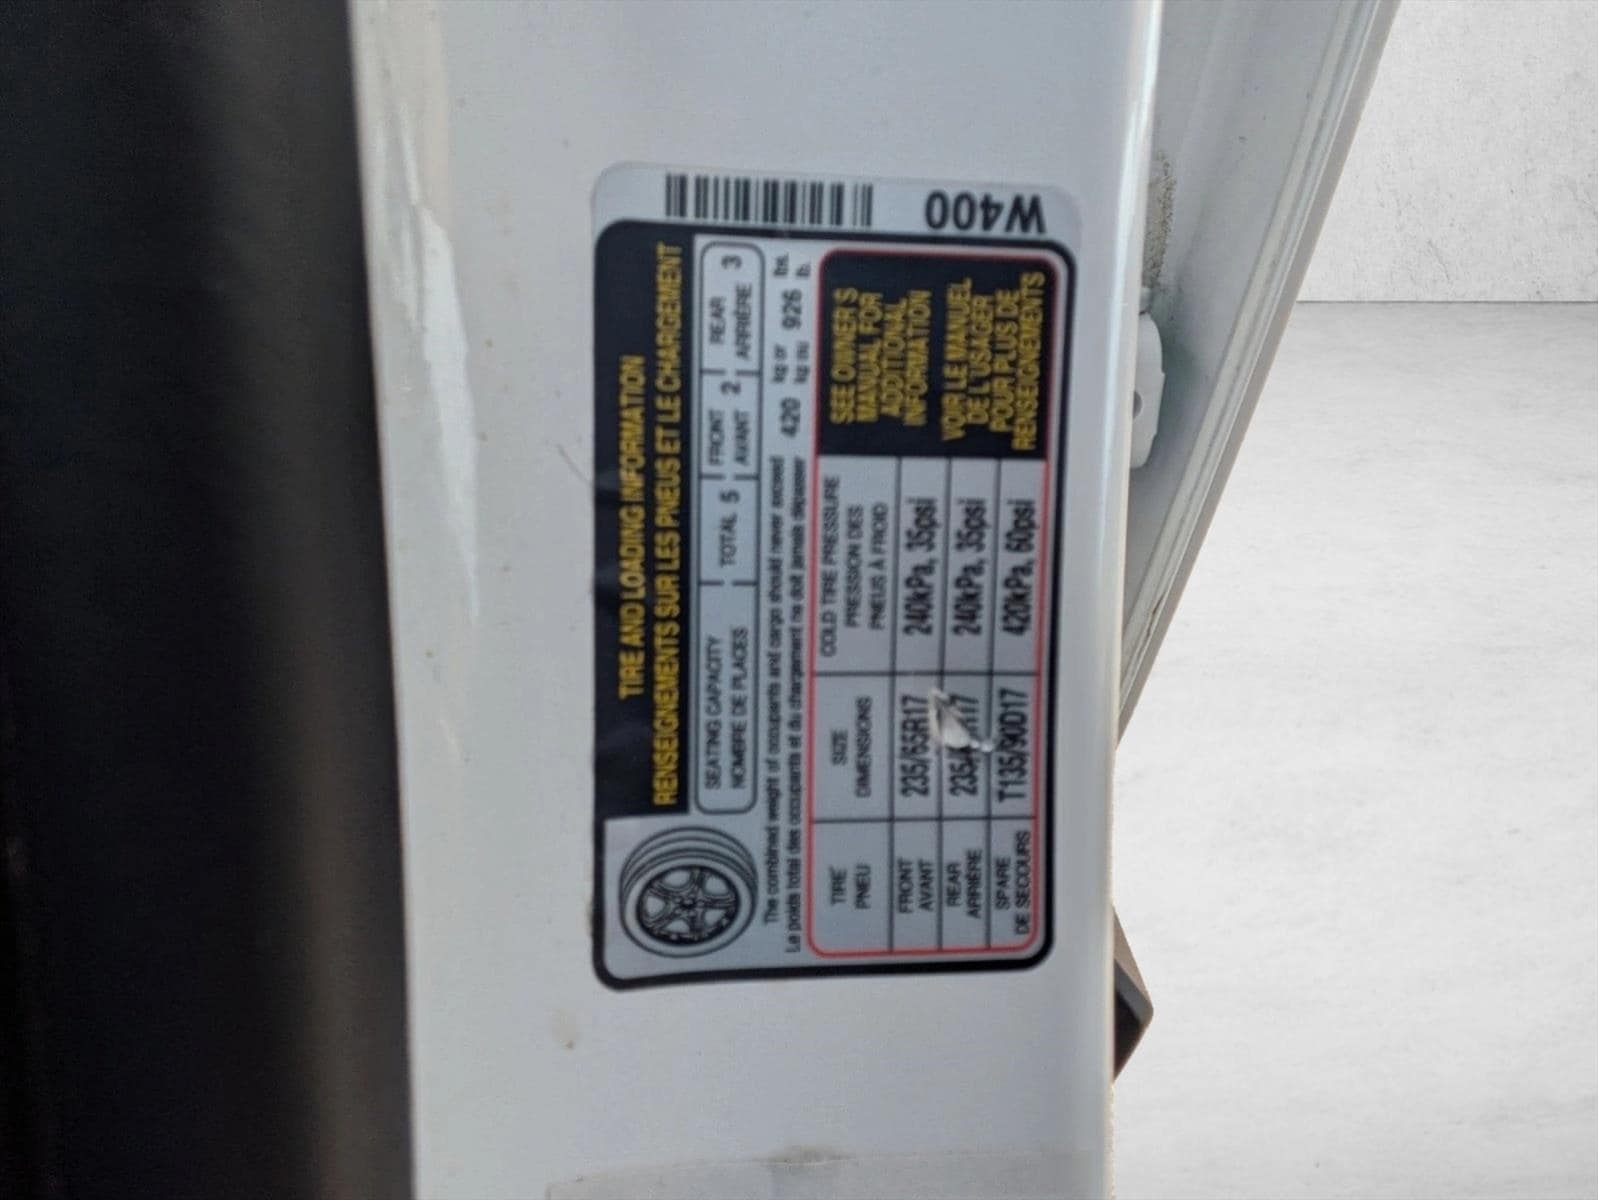 TIRE AND LOADING INFORMATION
RENSEIGNEMENTS SUR LES PNEUS ET LE CHARGEMENT
SEATING CAPACITY
NOMBRE DE PLACES
TOTAL 5
FRONT
AVANT 2
REAR
ARRIÈRE 3
The combined weight of occupants and cargo should never exceed 420 kg or 926 lbs.
Le poids total des occupants et du chargement ne doit jamais dépasser kg ou lb.
TIRE
PNEU
SIZE
DIMENSIONS
COLD TIRE PRESSURE
PRESSION DES
PNEUS À FROID
FRONT
AVANT
235/65R17
240kPa, 35psi
REAR
ARRIÈRE
235/ R17
240kPa, 35psi
SPARE
DE SECOURS
T135/90D17
420kPa, 60psi
SEE OWNER'S
MANUAL FOR
ADDITIONAL
INFORMATION
VOIR LE MANUEL
DE L'USAGER
POUR PLUS DE
RENSEIGNEMENTS
W400